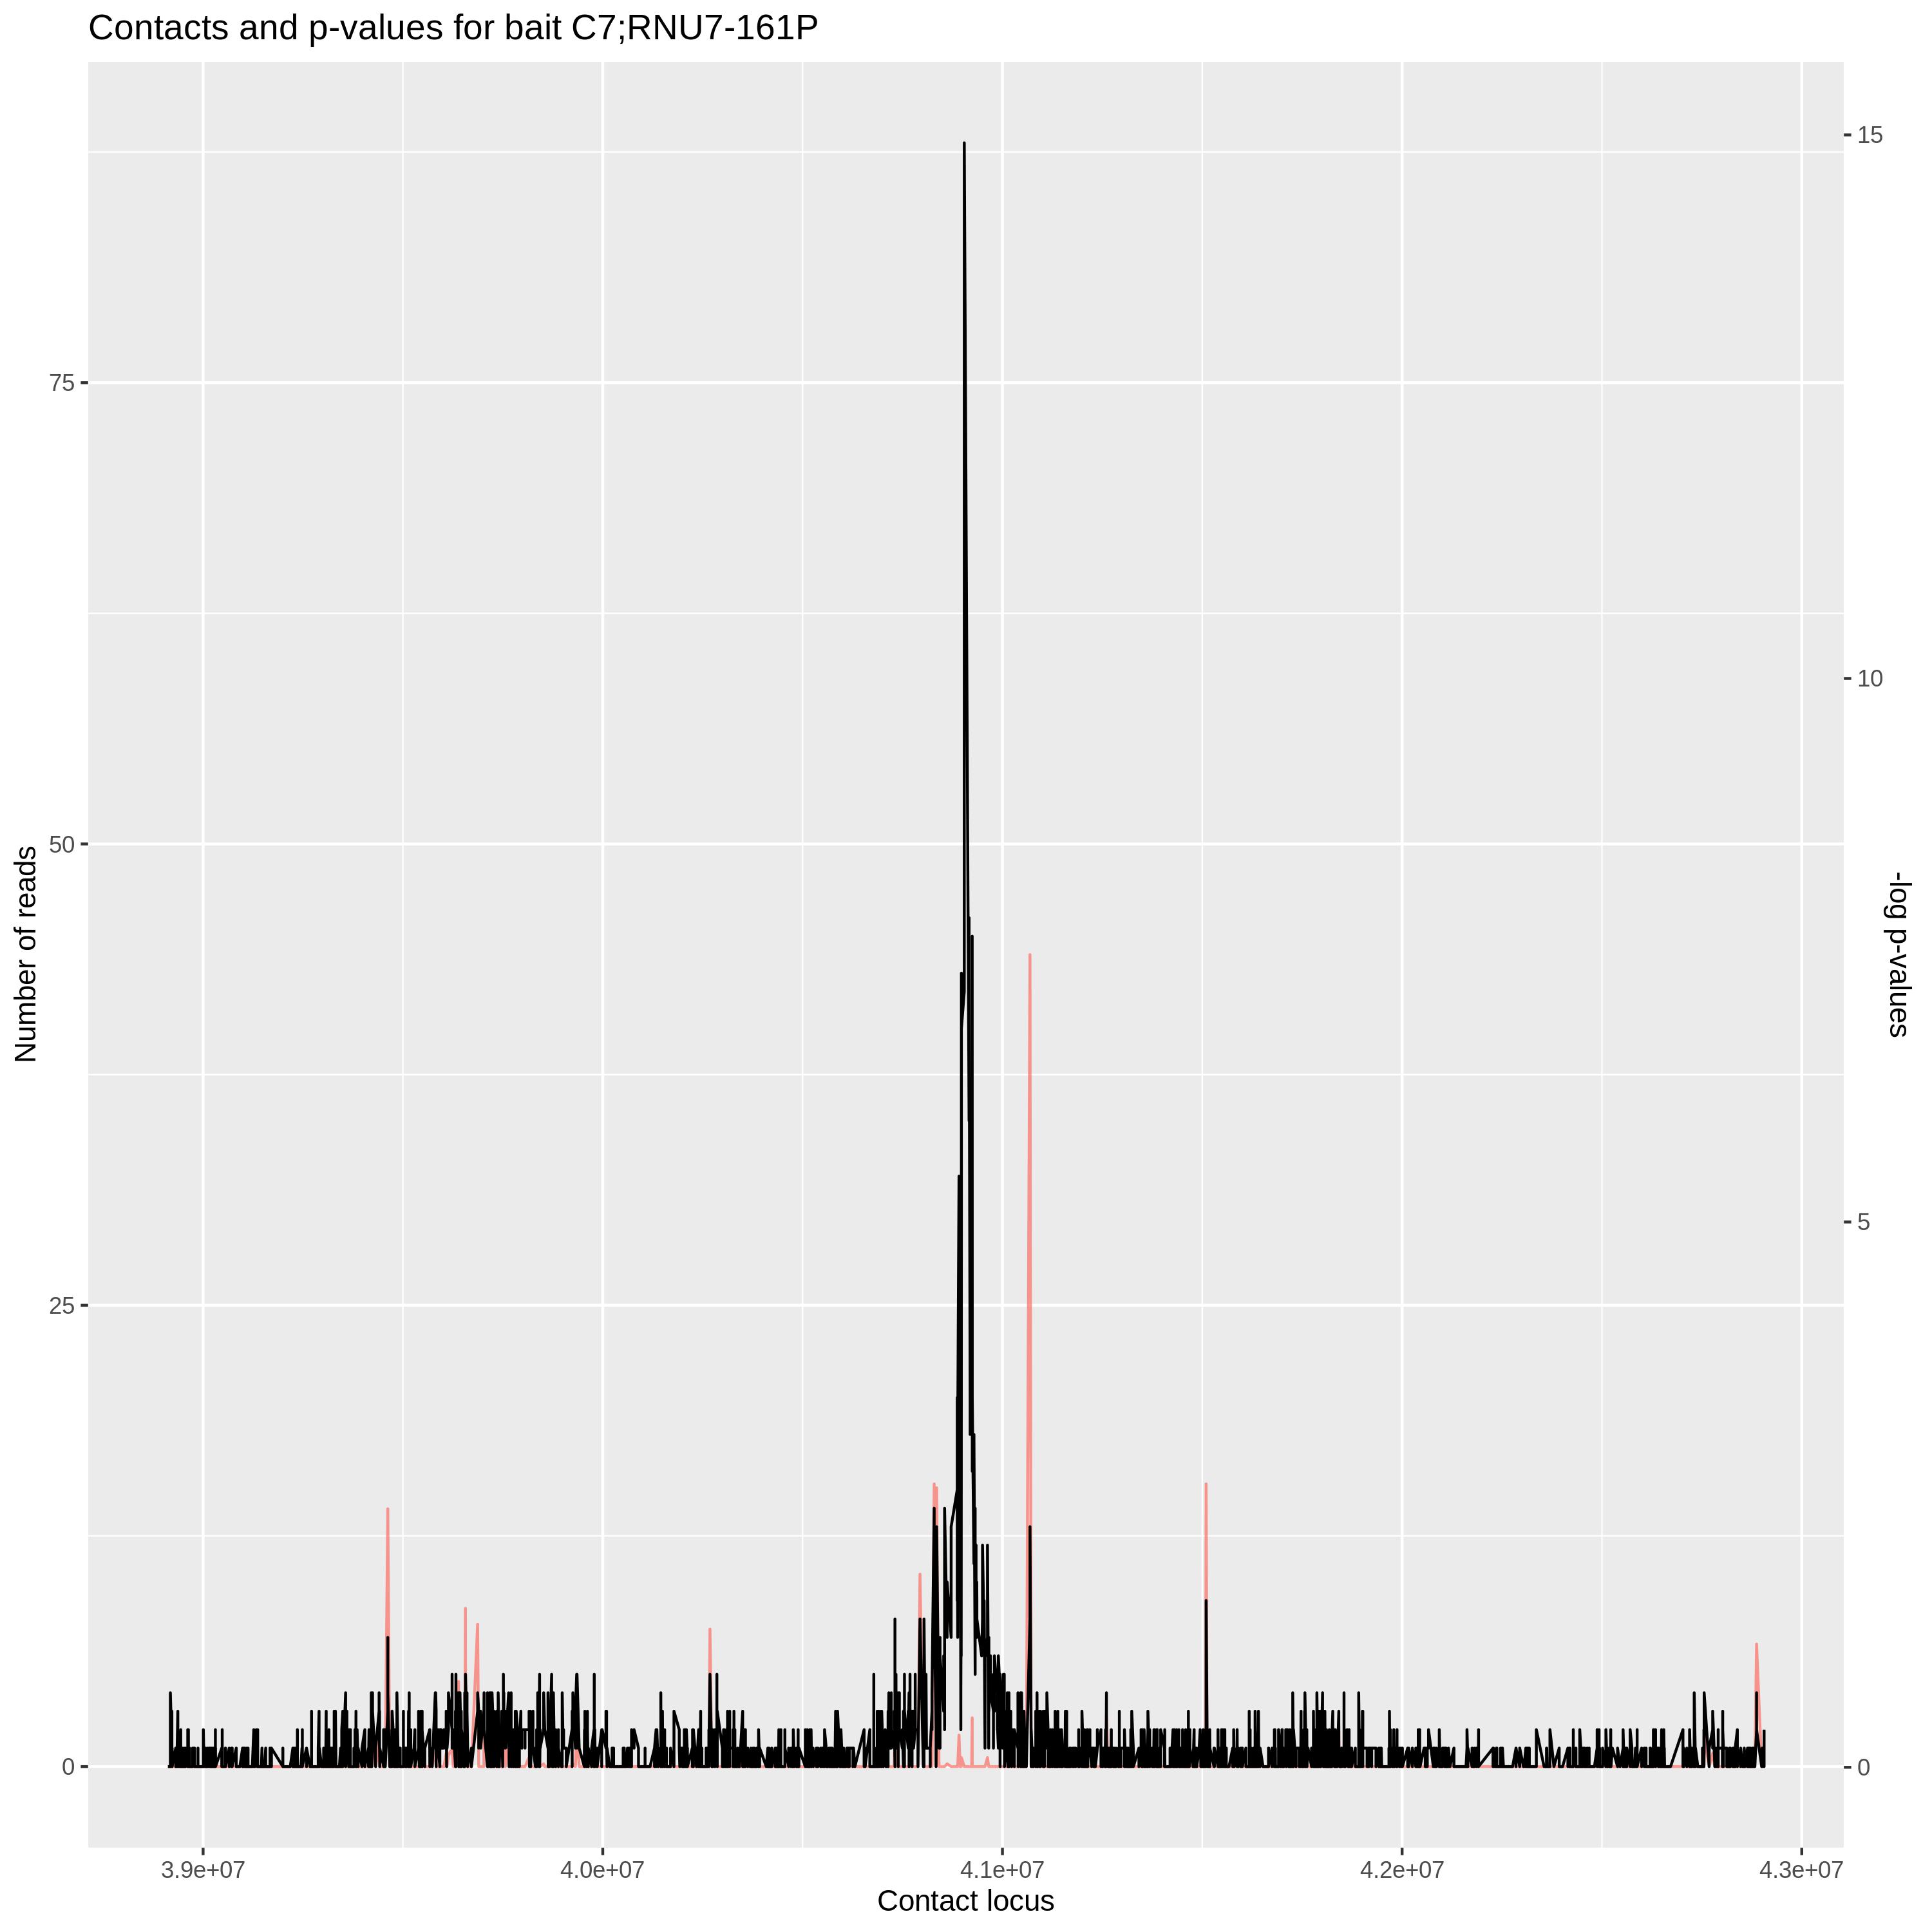 Contacts and p-values for bait C7;RNU7-161P
Number of reads
75
50
25
0
15
10
5
0
-log p-values
3.9e+07 4.0e+07 4.1e+07 4.2e+07 4.3e+07
Contact locus